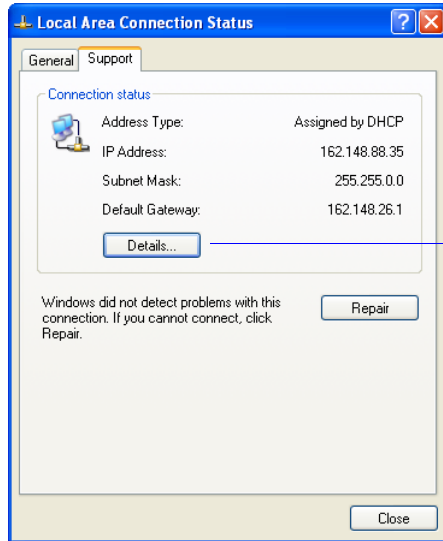 Local Area Connection Status
General Support
Connection status
Address Type: Assigned by DHCP
IP Address: 162.148.88.35
Subnet Mask: 255.255.0.0
Default Gateway: 162.148.26.1
Details...
Windows did not detect problems with this
connection. If you cannot connect, click
Repair.
Repair
Close